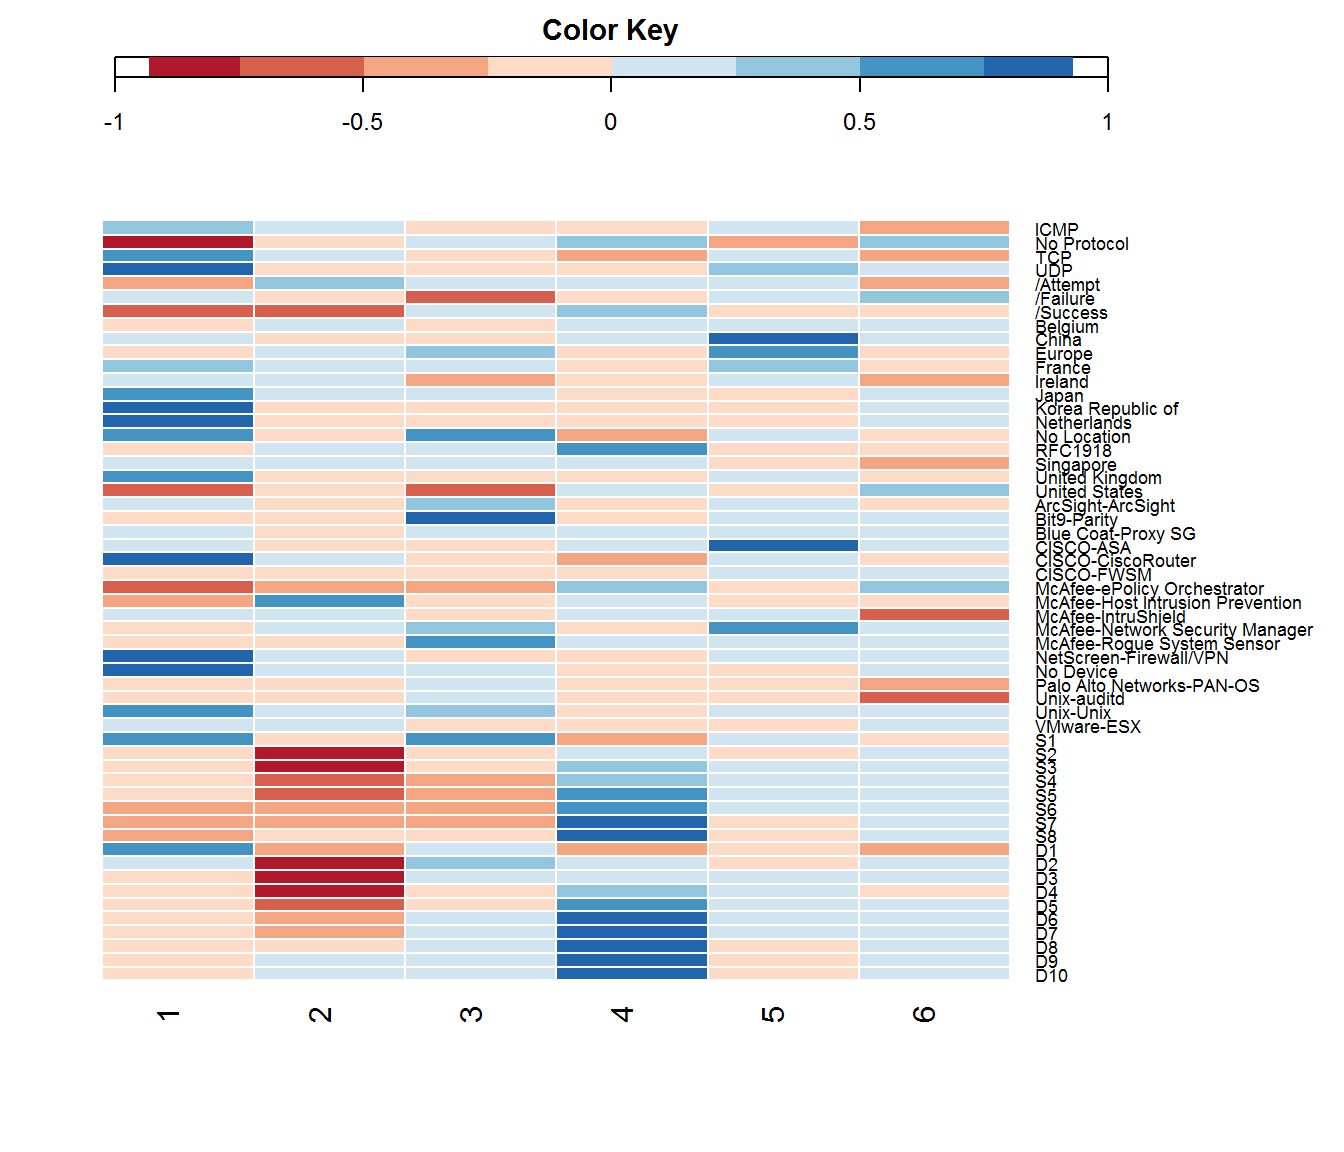 Color Key
-1 -0.5 0 0.5 1
ICMP
No Protocol
TCP
UDP
/Attempt
/Failure
/Success
Belgium
China
Europe
France
Ireland
Japan
Korea Republic of
Netherlands
No Location
RFC1918
Singapore
United Kingdom
United States
ArcSight-ArcSight
Bit9-Parity
Blue Coat-Proxy SG
CISCO-ASA
CISCO-CiscoRouter
CISCO-FWSM
McAfee-ePolicy Orchestrator
McAfee-Host Intrusion Prevention
McAfee-IntruShield
McAfee-Network Security Manager
McAfee-Rogue System Sensor
NetScreen-Firewall/VPN
No Device
Palo Alto Networks-PAN-OS
Unix-auditd
Unix-Unix
VMware-ESX
S1
S2
S3
S4
S5
S6
S7
S8
D1
D2
D3
D4
D5
D6
D7
D8
D9
D10
1 2 3 4 5 6